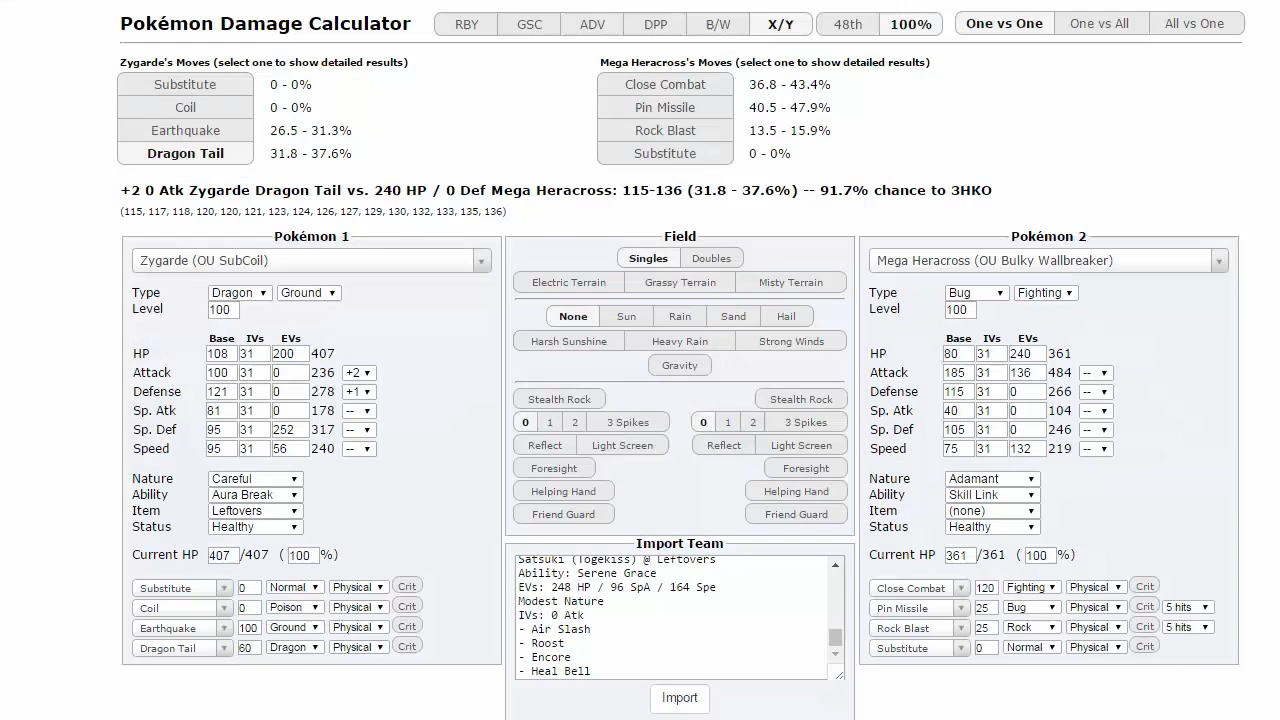 Pokémon Damage Calculator RBY GSC ADV DPP B/W X/Y 48th 100% One vs One One vs All All vs One
Zygarde's Moves (select one to show detailed results) Mega Heracross's Moves (select one to show detailed results)
Substitute 0 - 0% Close Combat 36.8 - 43.4%
Coil 0 - 0% Pin Missile 40.5 - 47.9%
Earthquake 26.5 - 31.3% Rock Blast 13.5 - 15.9%
Dragon Tail 31.8 - 37.6% Substitute 0 - 0%
+2 0 Atk Zygarde Dragon Tail vs. 240 HP / 0 Def Mega Heracross: 115-136 (31.8 - 37.6%) -- 91.7% chance to 3HKO
(115, 117, 118, 120, 120, 121, 123, 124, 126, 127, 129, 130, 132, 133, 135, 136)
Pokémon 1
Zygarde (OU SubCoil)
Type Dragon Ground
Level 100
Base IVs EVs
HP 108 31 200 407
Attack 100 31 0 236 +2
Defense 121 31 0 278 +1
Sp. Atk 81 31 0 178 --
Sp. Def 95 31 252 317 --
Speed 95 31 56 240 --
Nature Careful
Ability Aura Break
Item Leftovers
Status Healthy
Current HP 407 /407 ( 100 %)
Substitute 0 Normal Physical Crit
Coil 0 Poison Physical Crit
Earthquake 100 Ground Physical Crit
Dragon Tail 60 Dragon Physical Crit
Field
Singles Doubles
Electric Terrain Grassy Terrain Misty Terrain
None Sun Rain Sand Hail
Harsh Sunshine Heavy Rain Strong Winds
Gravity
Stealth Rock Stealth Rock
0 1 2 3 Spikes 0 1 2 3 Spikes
Reflect Light Screen Reflect Light Screen
Foresight Foresight
Helping Hand Helping Hand
Friend Guard Friend Guard
Import Team
Satsuki (Togekiss) @ Leftovers
Ability: Serene Grace
EVs: 248 HP / 96 SpA / 164 Spe
Modest Nature
IVs: 0 Atk
- Air Slash
- Roost
- Encore
- Heal Bell
Import
Pokémon 2
Mega Heracross (OU Bulky Wallbreaker)
Type Bug Fighting
Level 100
Base IVs EVs
HP 80 31 240 361
Attack 185 31 136 484 --
Defense 115 31 0 266 --
Sp. Atk 40 31 0 104 --
Sp. Def 105 31 0 246 --
Speed 75 31 132 219 --
Nature Adamant
Ability Skill Link
Item (none)
Status Healthy
Current HP 361 /361 ( 100 %)
Close Combat 120 Fighting Physical Crit
Pin Missile 25 Bug Physical Crit 5 hits
Rock Blast 25 Rock Physical Crit 5 hits
Substitute 0 Normal Physical Crit